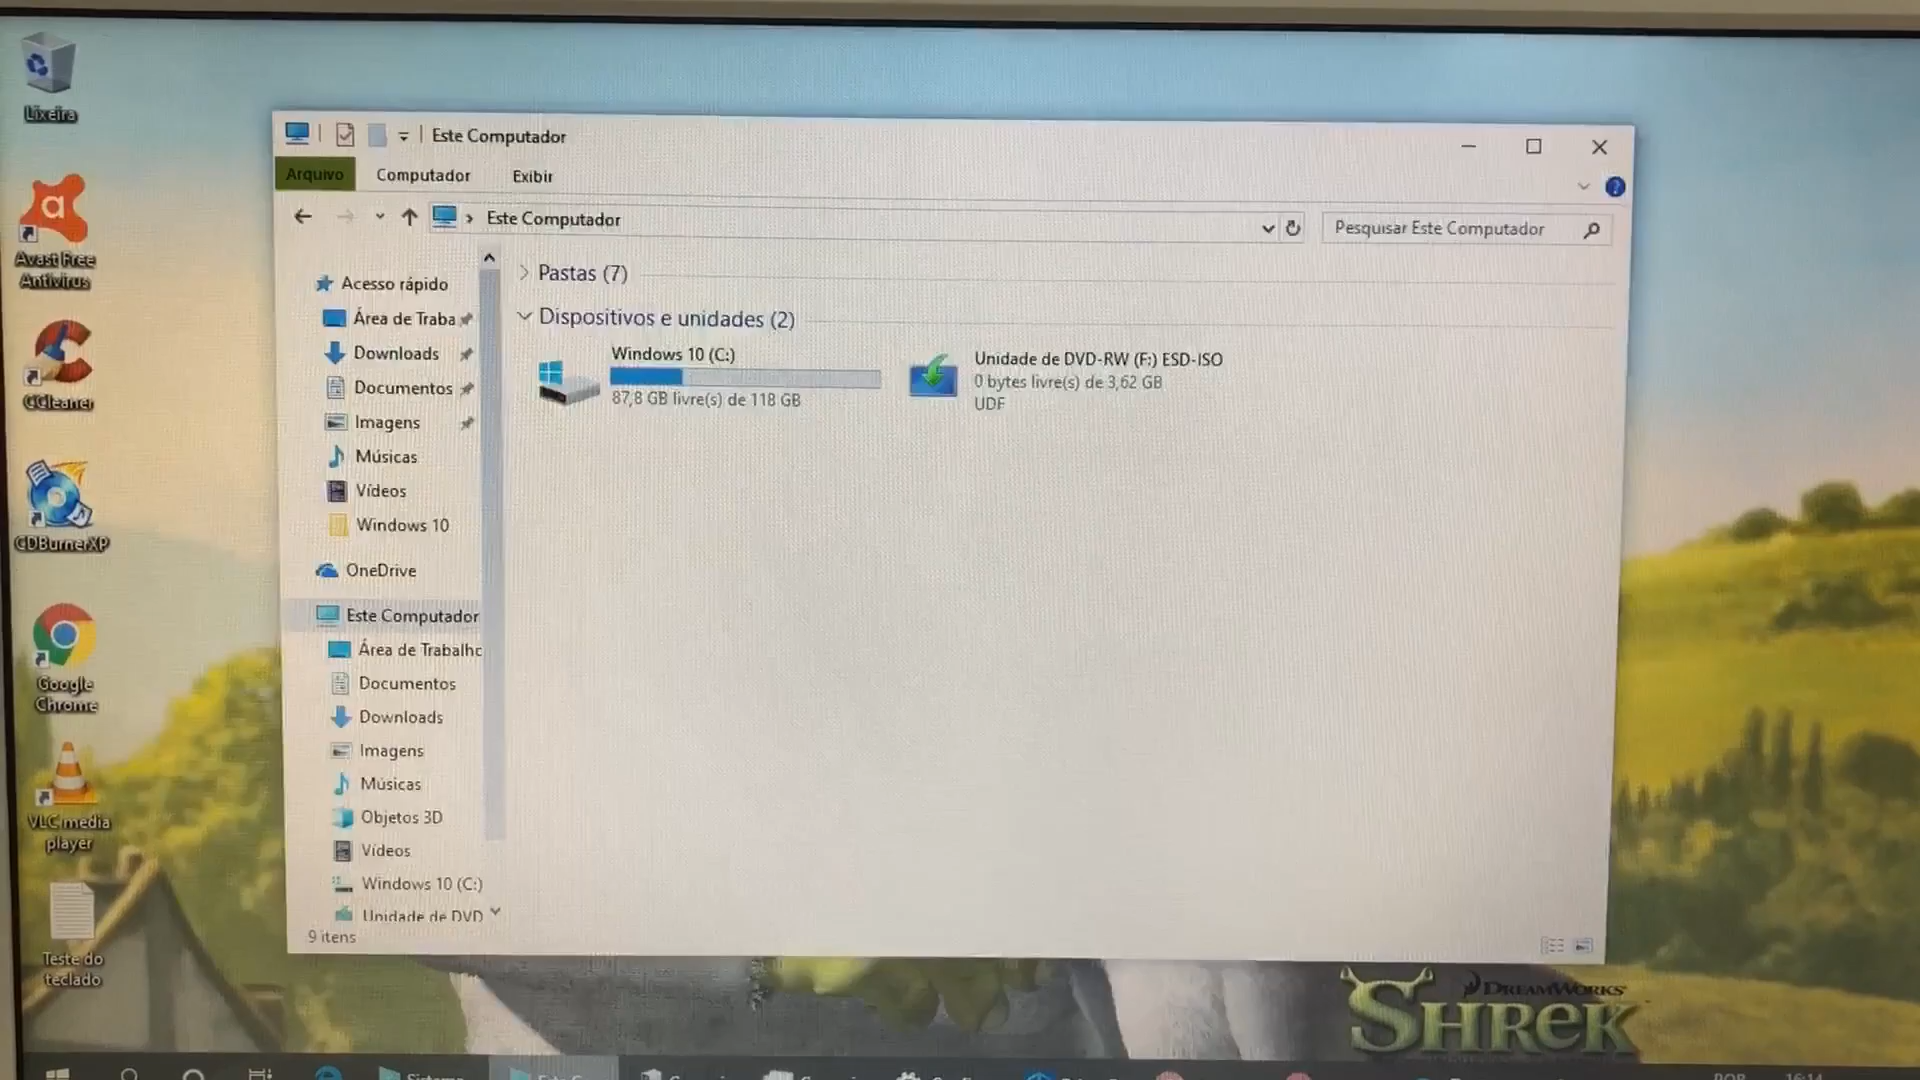 Lixeira
Avast Free
Antivirus
CCleaner
CDBurnerXP
Google
Chrome
VLC media
player
Teste do
teclado
Este Computador
Arquivo
Computador
Exibir
Este Computador
Pesquisar Este Computador
Acesso rápido
Área de Traba
Downloads
Documentos
Imagens
Músicas
Vídeos
Windows 10
OneDrive
Este Computador
Área de Trabalhc
Documentos
Downloads
Imagens
Músicas
Objetos 3D
Vídeos
Windows 10 (C:)
Unidade de DVD
9 itens
Pastas (7)
Dispositivos e unidades (2)
Windows 10 (C:)
87,8 GB livre(s) de 118 GB
Unidade de DVD-RW (F:) ESD-ISO
0 bytes livre(s) de 3,62 GB
UDF
DREAMWORKS
SHREK
POR
16:14